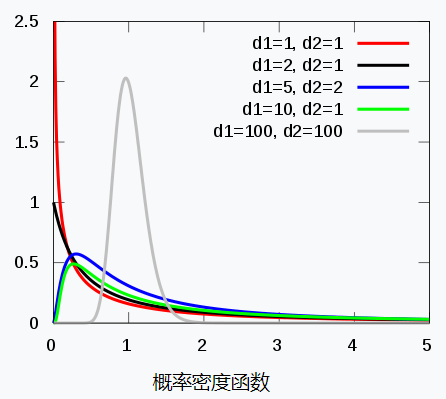 2.5
2
1.5
1
0.5
0
d1=1, d2=1
d1=2, d2=1
d1=5, d2=2
d1=10, d2=1
d1=100, d2=100
0 1 2 3 4 5
概率密度函数